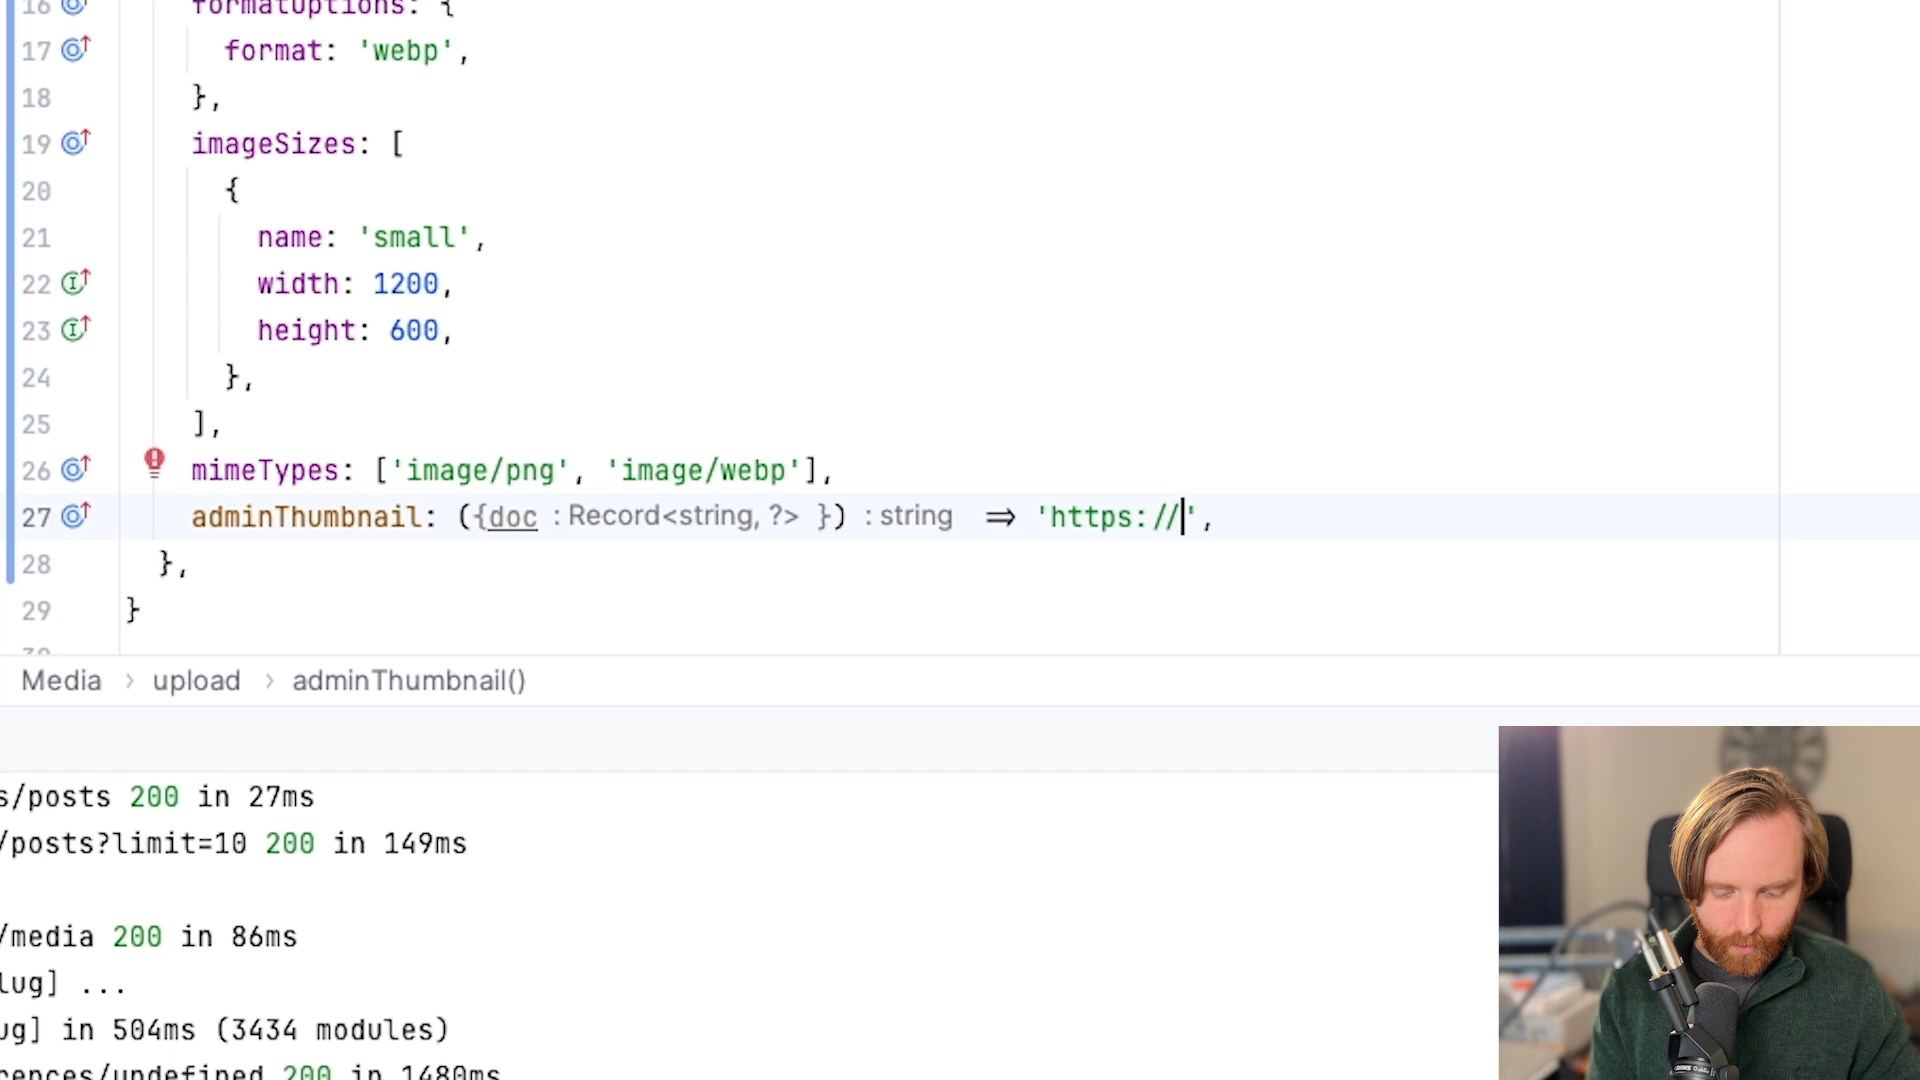 16 formatOptions: {
17 format: 'webp',
18 },
19 imageSizes: [
20 {
21 name: 'small',
22 width: 1200,
23 height: 600,
24 },
25 ],
26 mimeTypes: ['image/png', 'image/webp'],
27 adminThumbnail: ({doc : Record<string, ?> }) : string ⇒ 'https://',
28 },
29 }
30
Media › upload › adminThumbnail()
s/posts 200 in 27ms
/posts?limit=10 200 in 149ms
/media 200 in 86ms
lug] ...
ug] in 504ms (3434 modules)
rences/undefined 200 in 1480ms